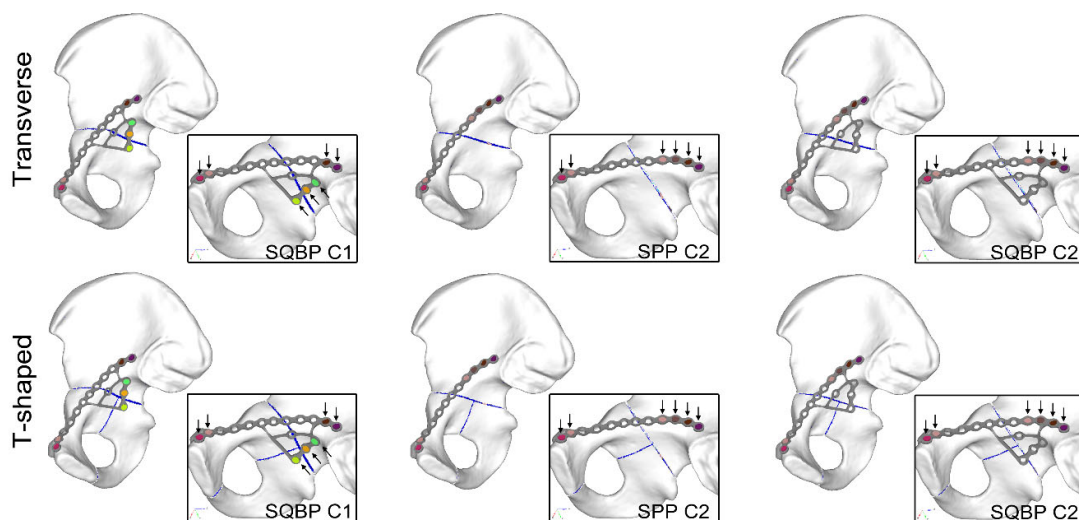 Transverse
SQBP C1
SPP C2
SQBP C2
T-shaped
SQBP C1
SPP C2
SQBP C2